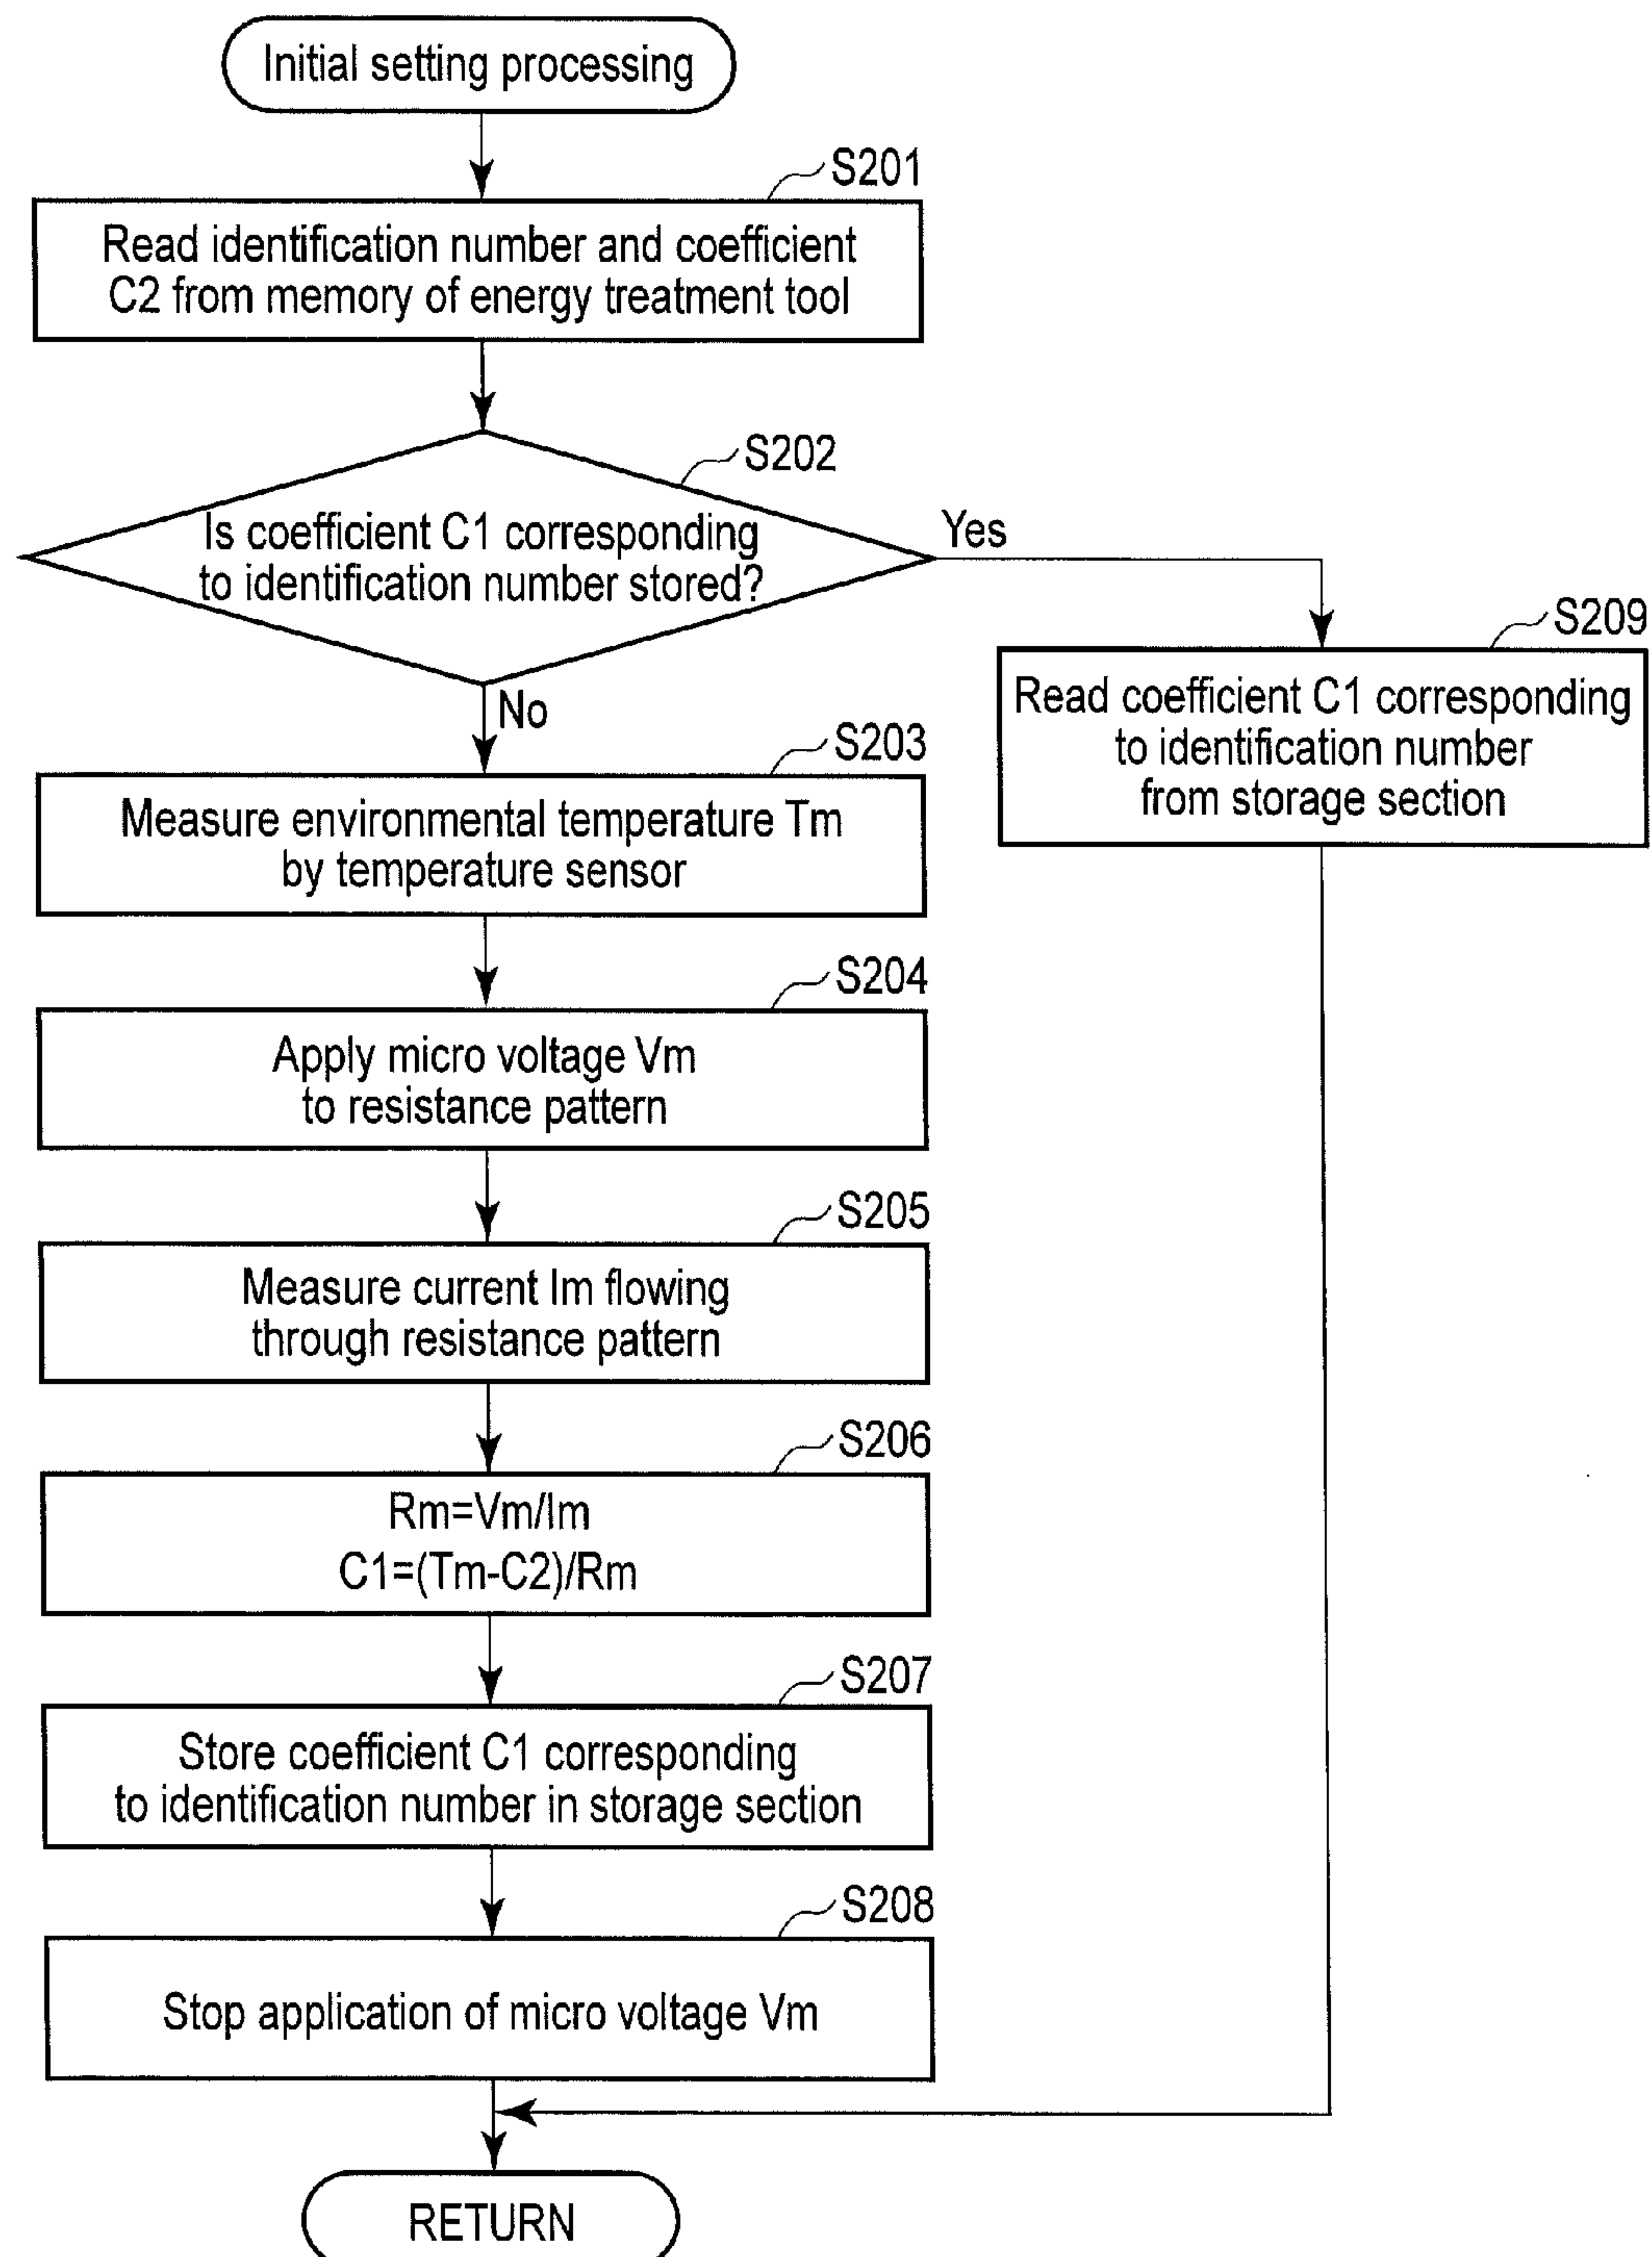 Initial setting processing
S201
Read identification number and coefficient
C2 from memory of energy treatment tool
S202
Is coefficient C1 corresponding
to identification number stored?
Yes
No
S209
Read coefficient C1 corresponding
to identification number
from storage section
S203
Measure environmental temperature Tm
by temperature sensor
S204
Apply micro voltage Vm
to resistance pattern
S205
Measure current Im flowing
through resistance pattern
S206
Rm=Vm/Im
C1=(Tm-C2)/Rm
S207
Store coefficient C1 corresponding
to identification number in storage section
S208
Stop application of micro voltage Vm
RETURN